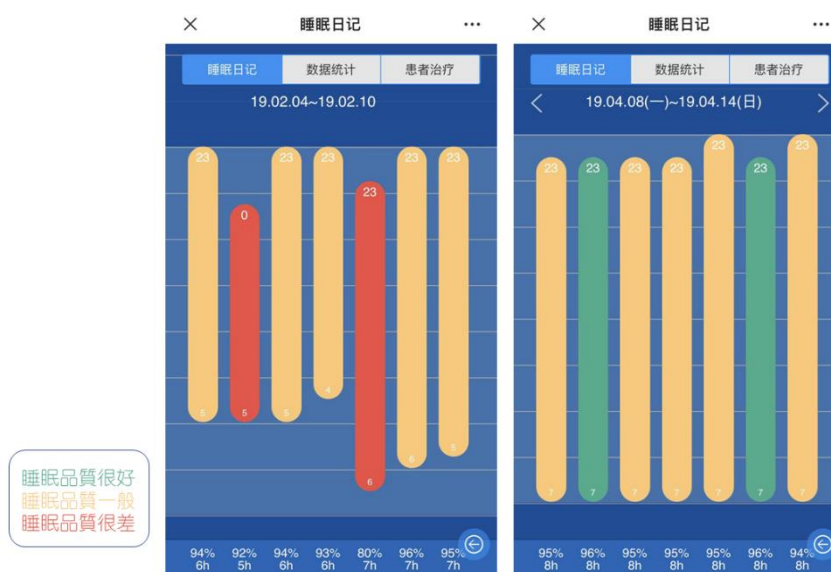 睡眠日记
睡眠日记 数据统计 患者治疗
19.02.04~19.02.10
23 0 23 23 23 23 23
5 5 5 4 6 6 5
94% 92% 94% 93% 80% 96% 95%
6h 5h 6h 6h 7h 7h 7h
睡眠日记
睡眠日记 数据统计 患者治疗
19.04.08(一)~19.04.14(日)
23 23 23 23 23 23 23
7 7 7 7 7 7 7
95% 96% 95% 95% 95% 96% 94%
8h 8h 8h 8h 8h 8h 8h
睡眠品質很好
睡眠品質一般
睡眠品質很差